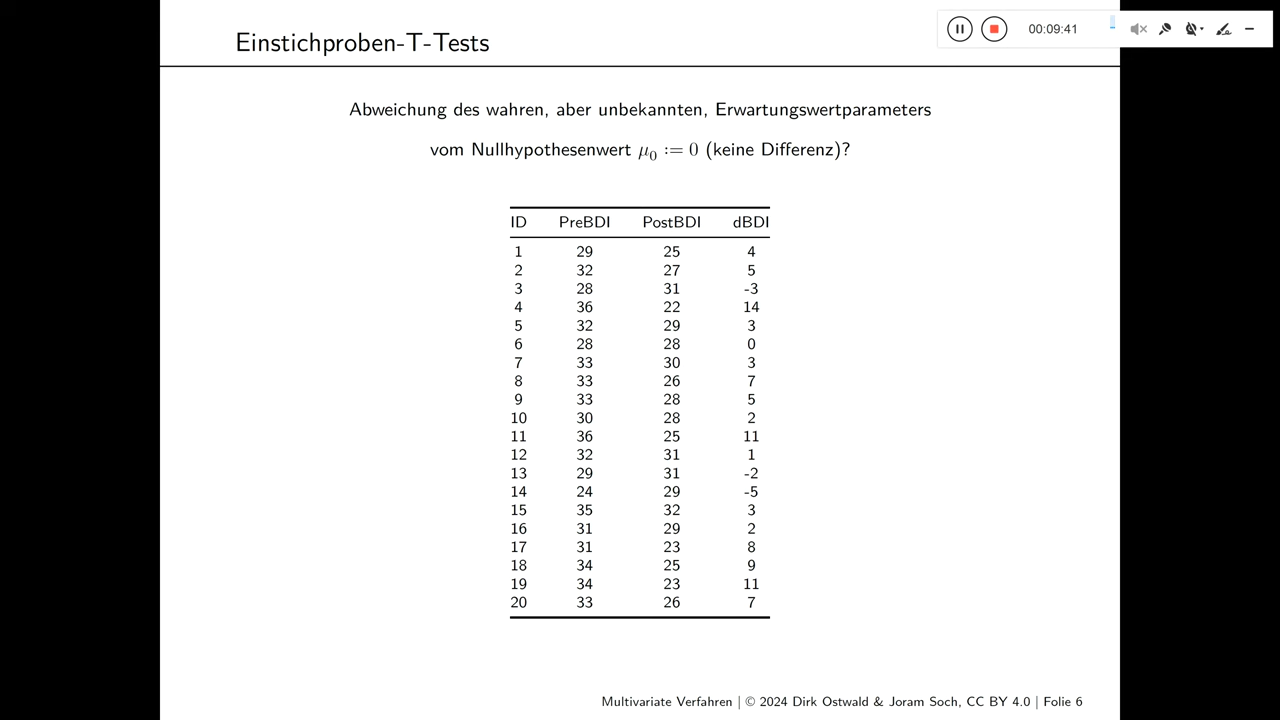 Einstichproben-T-Tests
00:09:41
Abweichung des wahren, aber unbekannten, Erwartungswertparameters
vom Nullhypothesenwert μ₀ := 0 (keine Differenz)?
ID PreBDI PostBDI dBDI
1 29 25 4
2 32 27 5
3 28 31 -3
4 36 22 14
5 32 29 3
6 28 28 0
7 33 30 3
8 33 26 7
9 33 28 5
10 30 28 2
11 36 25 11
12 32 31 1
13 29 31 -2
14 24 29 -5
15 35 32 3
16 31 29 2
17 31 23 8
18 34 25 9
19 34 23 11
20 33 26 7
Multivariate Verfahren | © 2024 Dirk Ostwald & Joram Soch, CC BY 4.0 | Folie 6